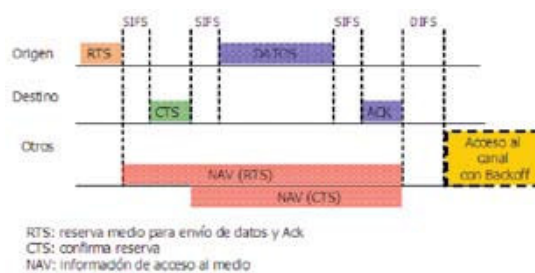 SIFS SIFS SIFS DIFS
Origen RTS DATOS
Destino CTS ACK
Otros
Acceso al
canal
con Backoff
NAV (RTS)
NAV (CTS)
RTS: reserva medio para envío de datos y Ack
CTS: confirma reserva
NAV: información de acceso al medio